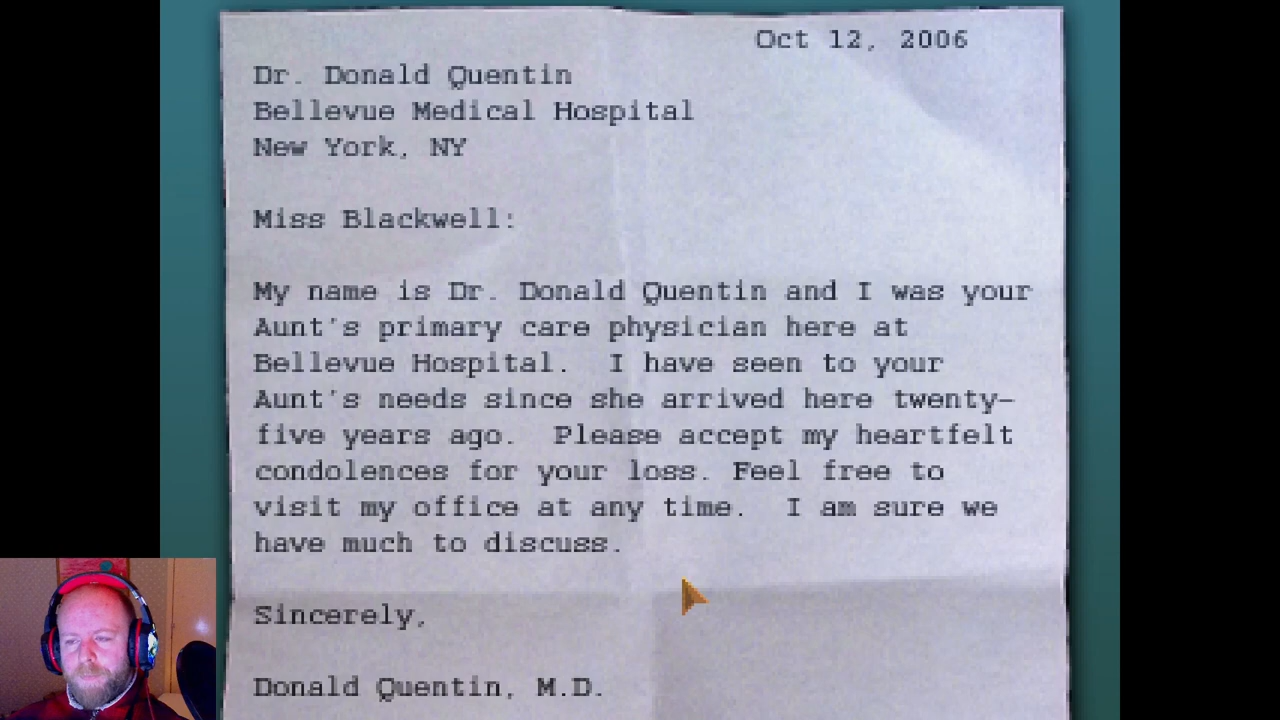 Oct 12, 2006
Dr. Donald Quentin
Bellevue Medical Hospital
New York, NY
Miss Blackwell:
My name is Dr. Donald Quentin and I was your
Aunt's primary care physician here at
Bellevue Hospital. I have seen to your
Aunt's needs since she arrived here twenty-
five years ago. Please accept my heartfelt
condolences for your loss. Feel free to
visit my office at any time. I am sure we
have much to discuss.
Sincerely,
Donald Quentin, M.D.